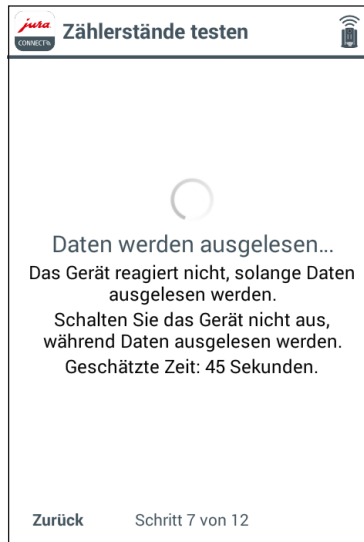 jura
CONNECT
Zählerstände testen
Daten werden ausgelesen...
Das Gerät reagiert nicht, solange Daten
ausgelesen werden.
Schalten Sie das Gerät nicht aus,
während Daten ausgelesen werden.
Geschätzte Zeit: 45 Sekunden.
Zurück Schritt 7 von 12